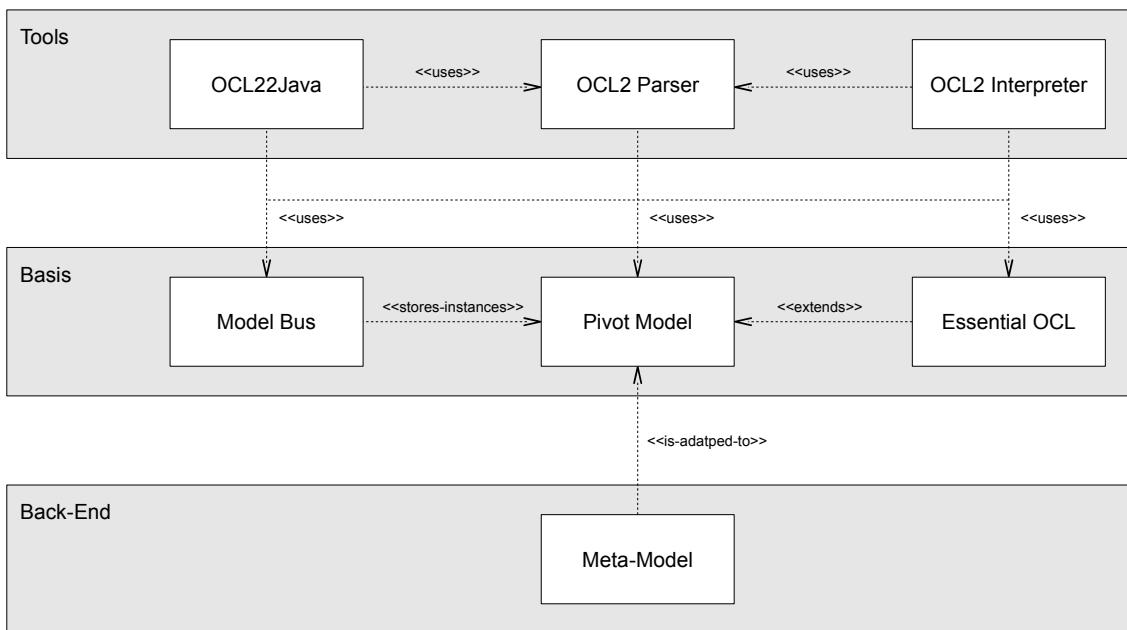 Tools
OCL22Java
<<uses>>
OCL2 Parser
<<uses>>
OCL2 Interpreter
<<uses>>
<<uses>>
<<uses>>
Basis
Model Bus
<<stores-instances>>
Pivot Model
<<extends>>
Essential OCL
<<is-adatped-to>>
Back-End
Meta-Model